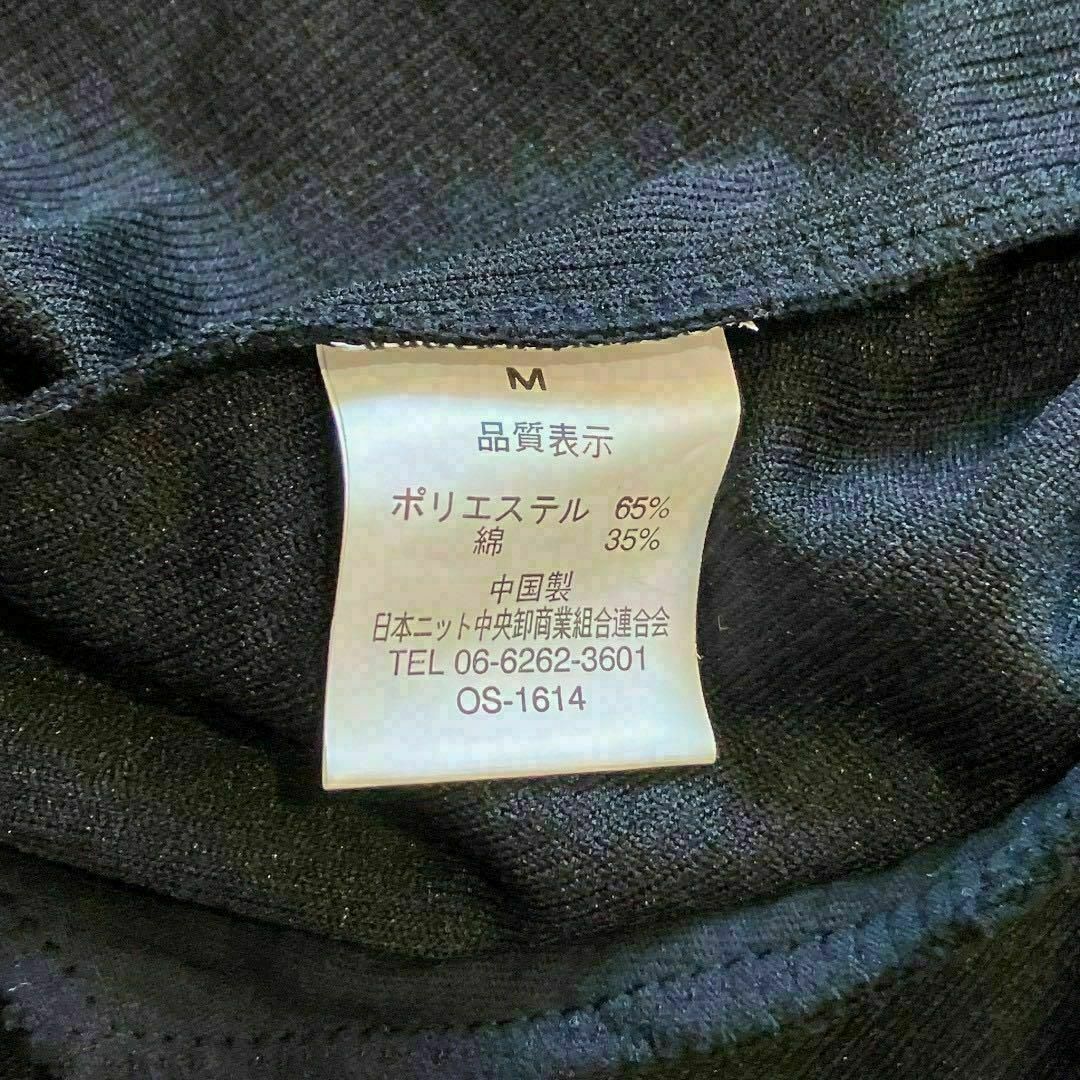 M
品質表示
ポリエステル 65%
綿 35%
中国製
日本ニット中央卸商業組合連合会
TEL 06-6262-3601
OS-1614